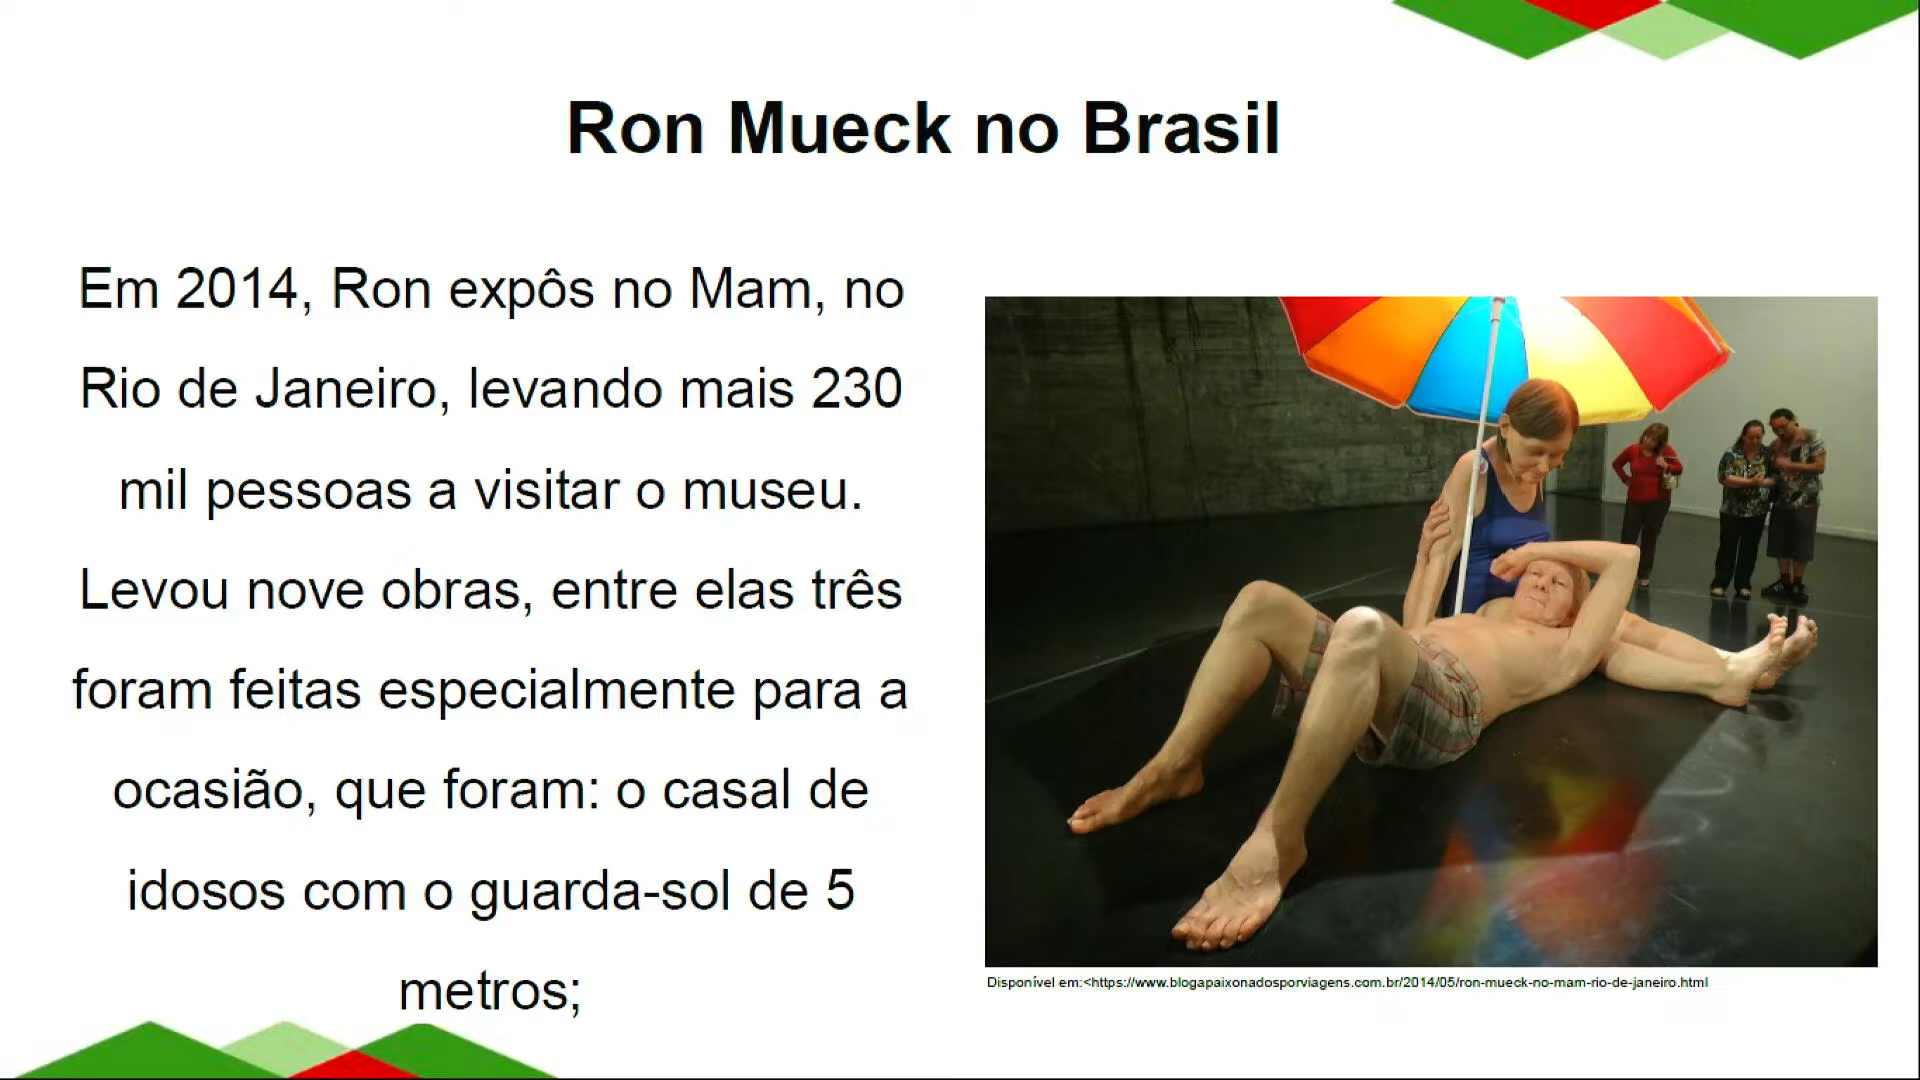 Ron Mueck no Brasil
Em 2014, Ron expôs no Mam, no
Rio de Janeiro, levando mais 230
mil pessoas a visitar o museu.
Levou nove obras, entre elas três
foram feitas especialmente para a
ocasião, que foram: o casal de
idosos com o guarda-sol de 5
metros;
Disponível em:<https://www.blogapaixonadosporviagens.com.br/2014/05/ron-mueck-no-mam-rio-de-janeiro.html